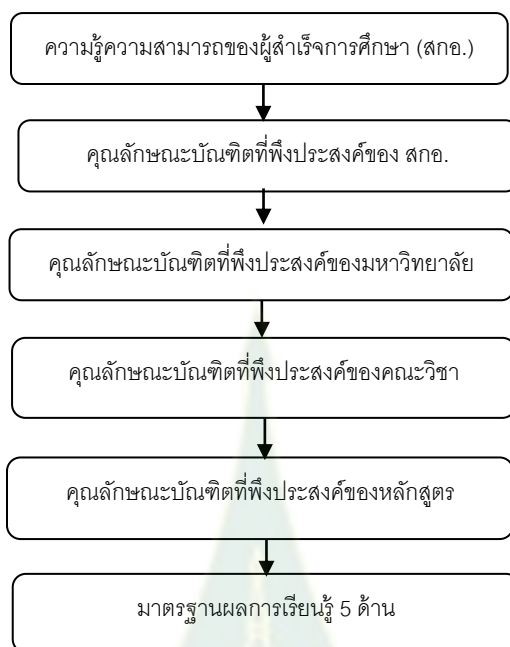 ความรู้ความสามารถของผู้สำเร็จการศึกษา (สกอ.)
คุณลักษณะบัณฑิตที่พึงประสงค์ของ สกอ.
คุณลักษณะบัณฑิตที่พึงประสงค์ของมหาวิทยาลัย
คุณลักษณะบัณฑิตที่พึงประสงค์ของคณะวิชา
คุณลักษณะบัณฑิตที่พึงประสงค์ของหลักสูตร
มาตรฐานผลการเรียนรู้ 5 ด้าน